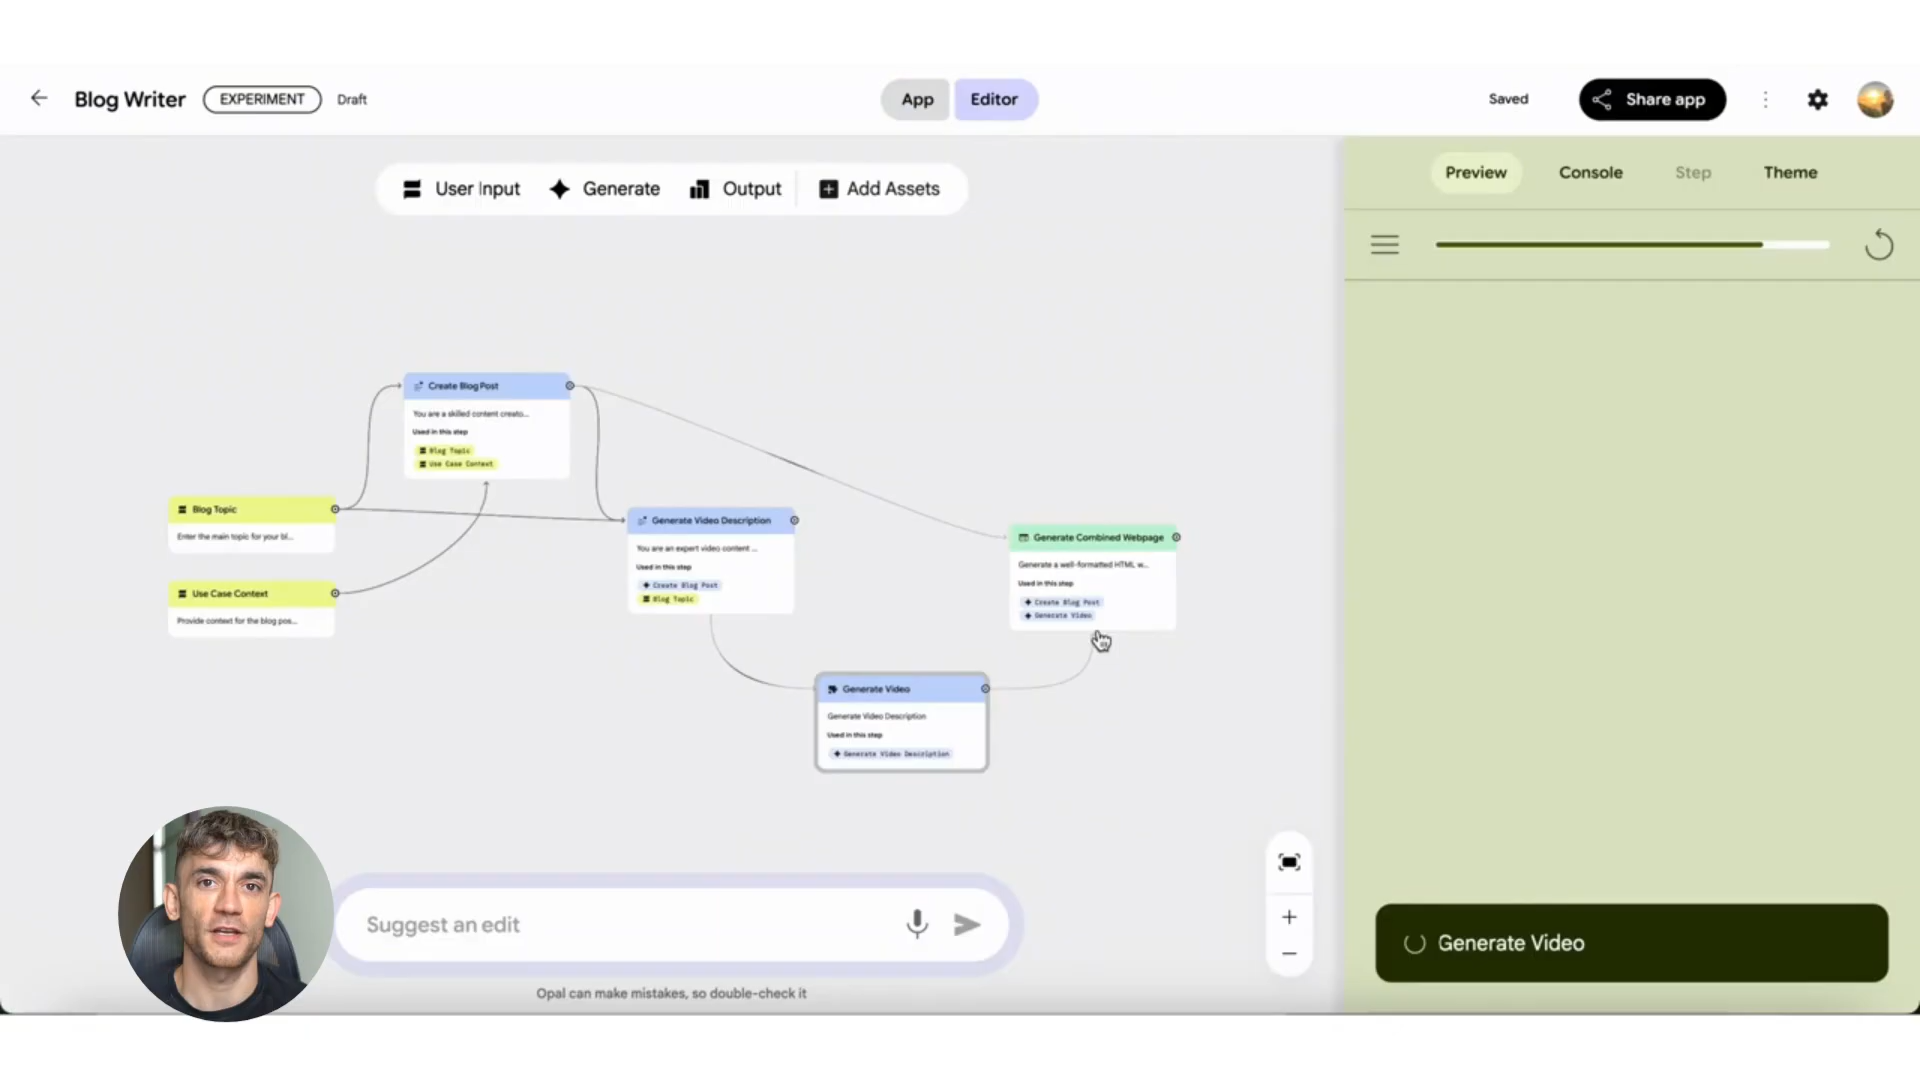 Blog Writer
EXPERIMENT
Draft
App
Editor
Saved
Share app
User Input
Generate
Output
Add Assets
Preview
Console
Step
Theme
Create Blog Post
You are a skilled content creato...
Used in this step
Blog Topic
Use Case Context
Blog Topic
Enter the main topic for your bl...
Use Case Context
Provide context for the blog pos...
Generate Video Description
You are an expert video content ...
Used in this step
Create Blog Post
Blog Topic
Generate Combined Webpage
Generate a well-formatted HTML w...
Used in this step
Create Blog Post
Generate Video
Generate Video
Generate Video Description
Used in this step
Generate Video Description
Suggest an edit
Opal can make mistakes, so double-check it
Generate Video